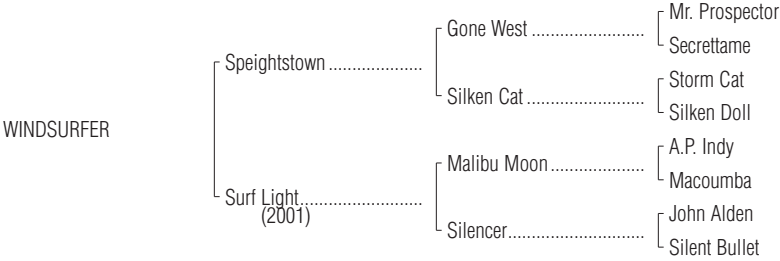 Mr. Prospector
Gone West ........................
Secrettame
Speightstown ....................
Storm Cat
Silken Cat .........................
Silken Doll
WINDSURFER
A.P. Indy
Malibu Moon ....................
Macoumba
Surf Light..........................
(2001)
John Alden
Silencer.............................
Silent Bullet